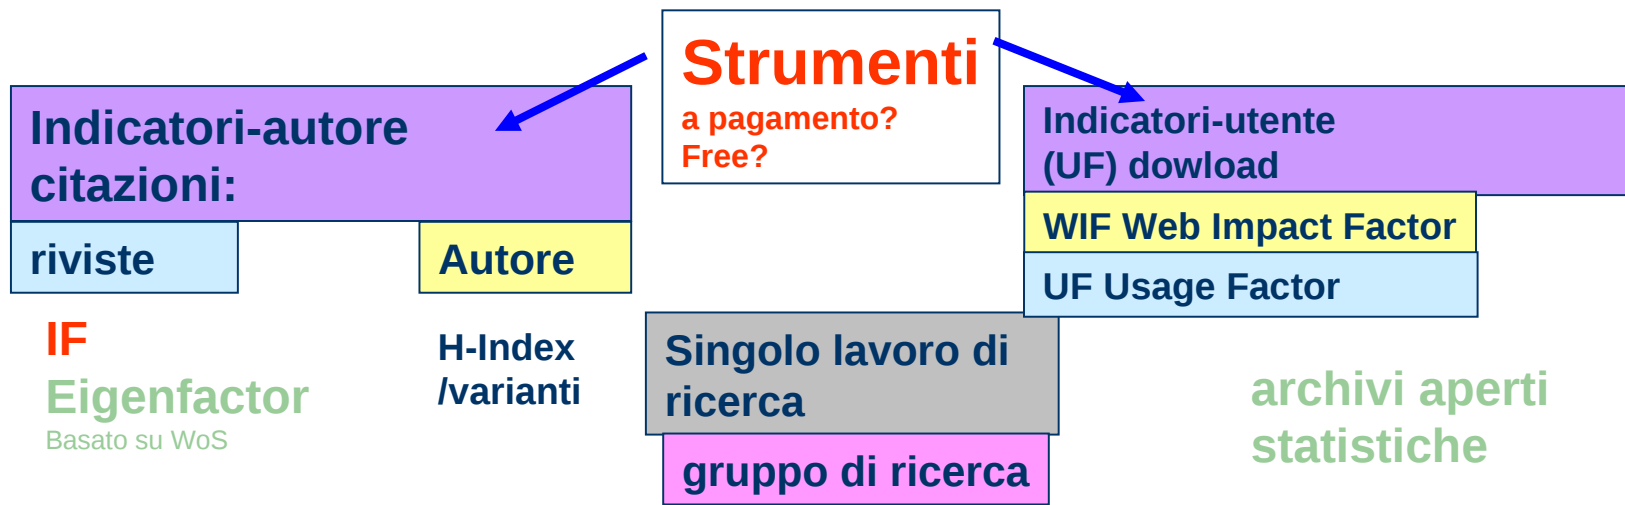 Strumenti
a pagamento?
Free?
Indicatori-autore
citazioni:
riviste
Autore
IF
Eigenfactor
Basato su WoS
H-Index
/varianti
Singolo lavoro di
ricerca
gruppo di ricerca
Indicatori-utente
(UF) dowload
WIF Web Impact Factor
UF Usage Factor
archivi aperti
statistiche